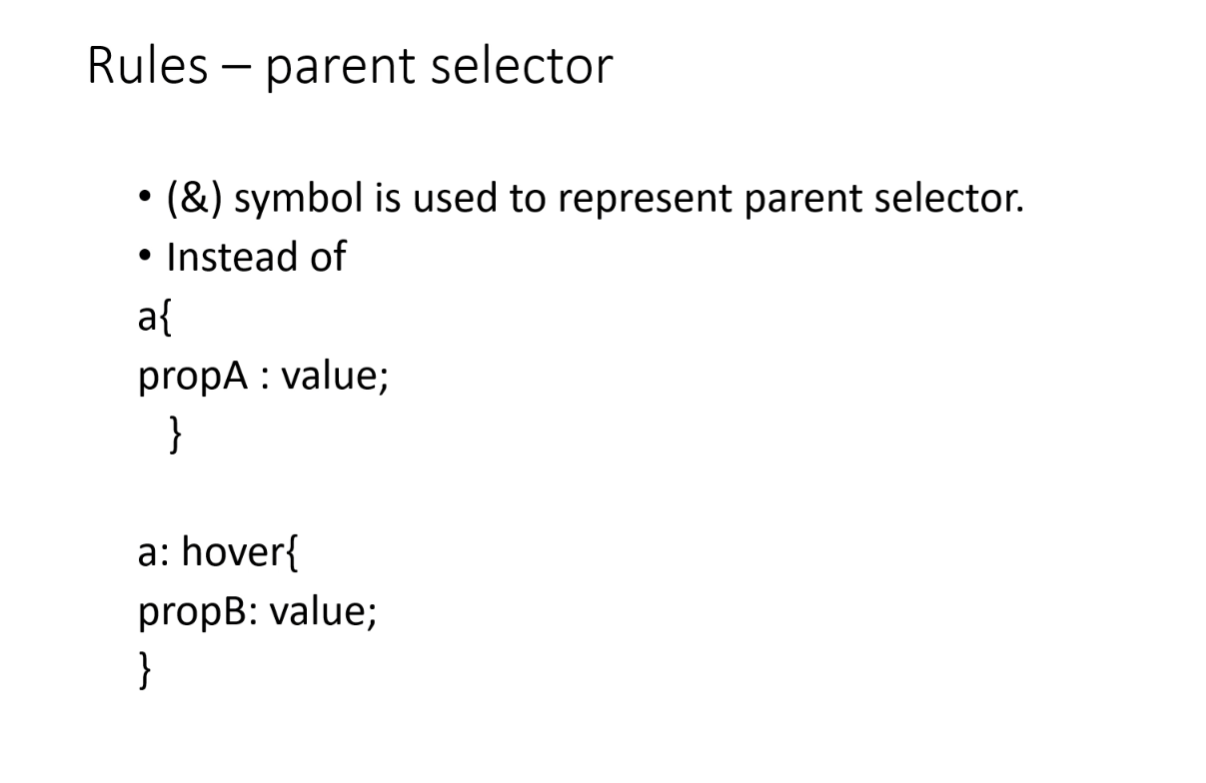 Rules – parent selector
• (&) symbol is used to represent parent selector.
• Instead of
a{
propA : value;
}
a: hover{
propB: value;
}